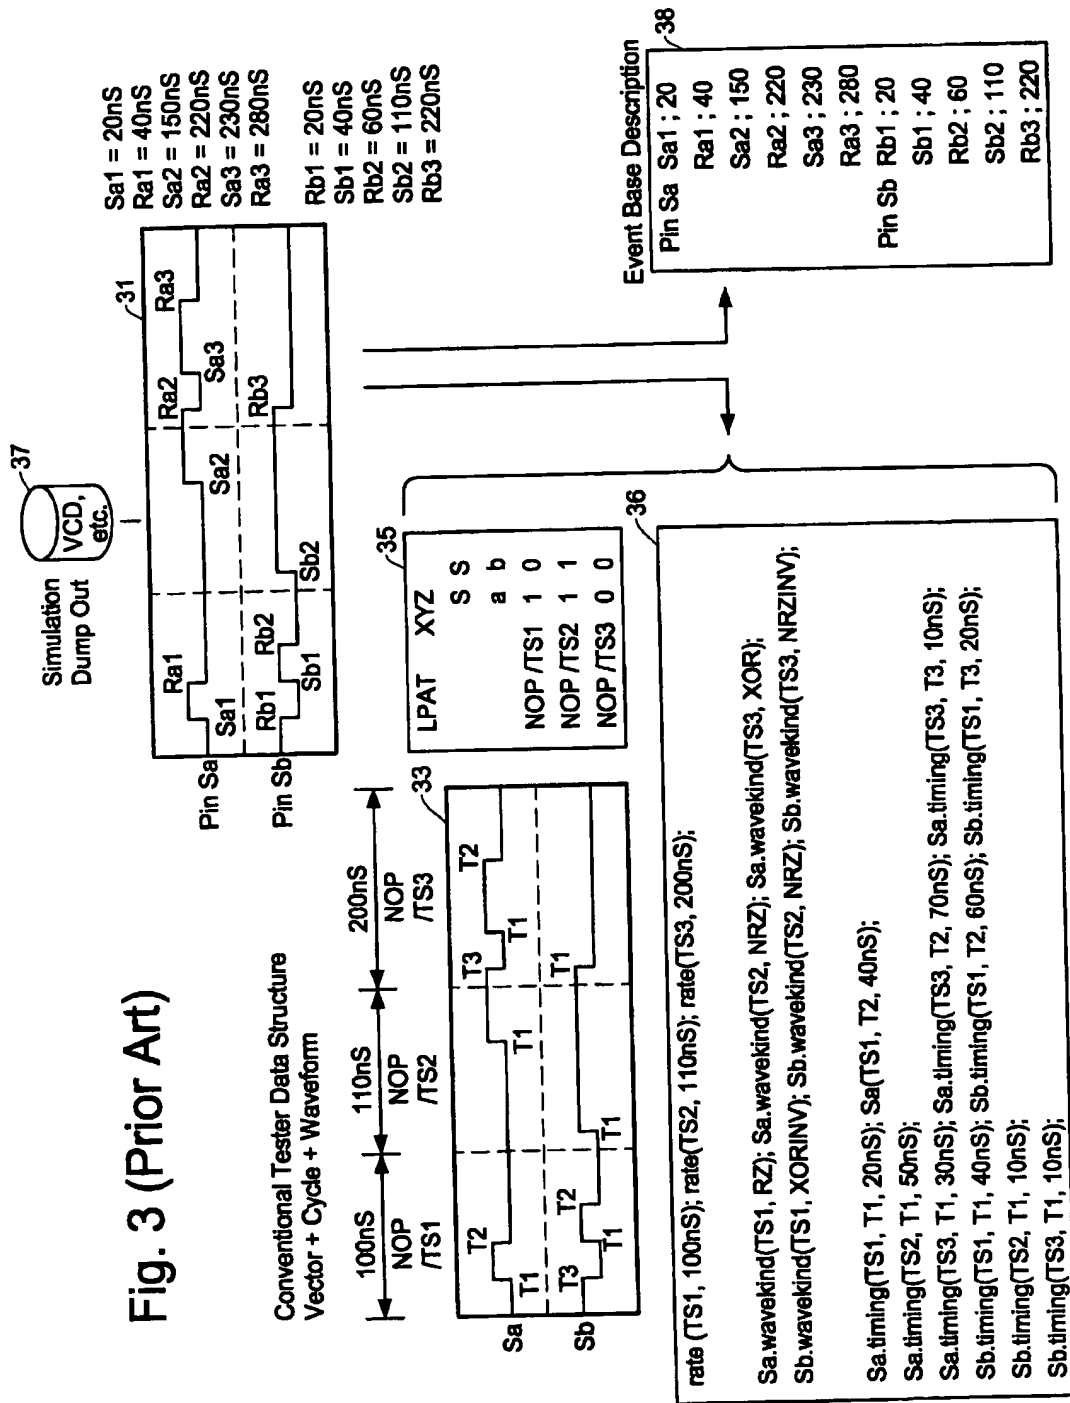 Fig. 3 (Prior Art)
Simulation
Dump Out
VCD,
etc.
37
31
Pin Sa
Sa1
Ra1
Sa2
Ra2
Sa3
Ra3
Pin Sb
Rb1
Sb1
Rb2
Sb2
Rb3
Sa1 = 20nS
Ra1 = 40nS
Sa2 = 150nS
Ra2 = 220nS
Sa3 = 230nS
Ra3 = 280nS
Rb1 = 20nS
Sb1 = 40nS
Rb2 = 60nS
Sb2 = 110nS
Rb3 = 220nS
Conventional Tester Data Structure
Vector + Cycle + Waveform
100nS
NOP
/TS1
110nS
NOP
/TS2
200nS
NOP
/TS3
33
Sa
T1
T2
T1
T3
T1
T2
Sb
T3
T1
T2
T1
T1
35
LPAT XYZ
S S
a b
NOP /TS1 1 0
NOP /TS2 1 1
NOP /TS3 0 0
36
rate (TS1, 100nS); rate(TS2, 110nS); rate(TS3, 200nS);
Sa.wavekind(TS1, RZ); Sa.wavekind(TS2, NRZ); Sa.wavekind(TS3, XOR);
Sb.wavekind(TS1, XORINV); Sb.wavekind(TS2, NRZ); Sb.wavekind(TS3, NRZINV);
Sa.timing(TS1, T1, 20nS); Sa(TS1, T2, 40nS);
Sa.timing(TS2, T1, 50nS);
Sa.timing(TS3, T1, 30nS); Sa.timing(TS3, T2, 70nS); Sa.timing(TS3, T3, 10nS);
Sb.timing(TS1, T1, 40nS); Sb.timing(TS1, T2, 60nS); Sb.timing(TS1, T3, 20nS);
Sb.timing(TS2, T1, 10nS);
Sb.timing(TS3, T1, 10nS);
Event Base Description
38
Pin Sa Sa1 ; 20
Ra1 ; 40
Sa2 ; 150
Ra2 ; 220
Sa3 ; 230
Ra3 ; 280
Pin Sb Rb1 ; 20
Sb1 ; 40
Rb2 ; 60
Sb2 ; 110
Rb3 ; 220